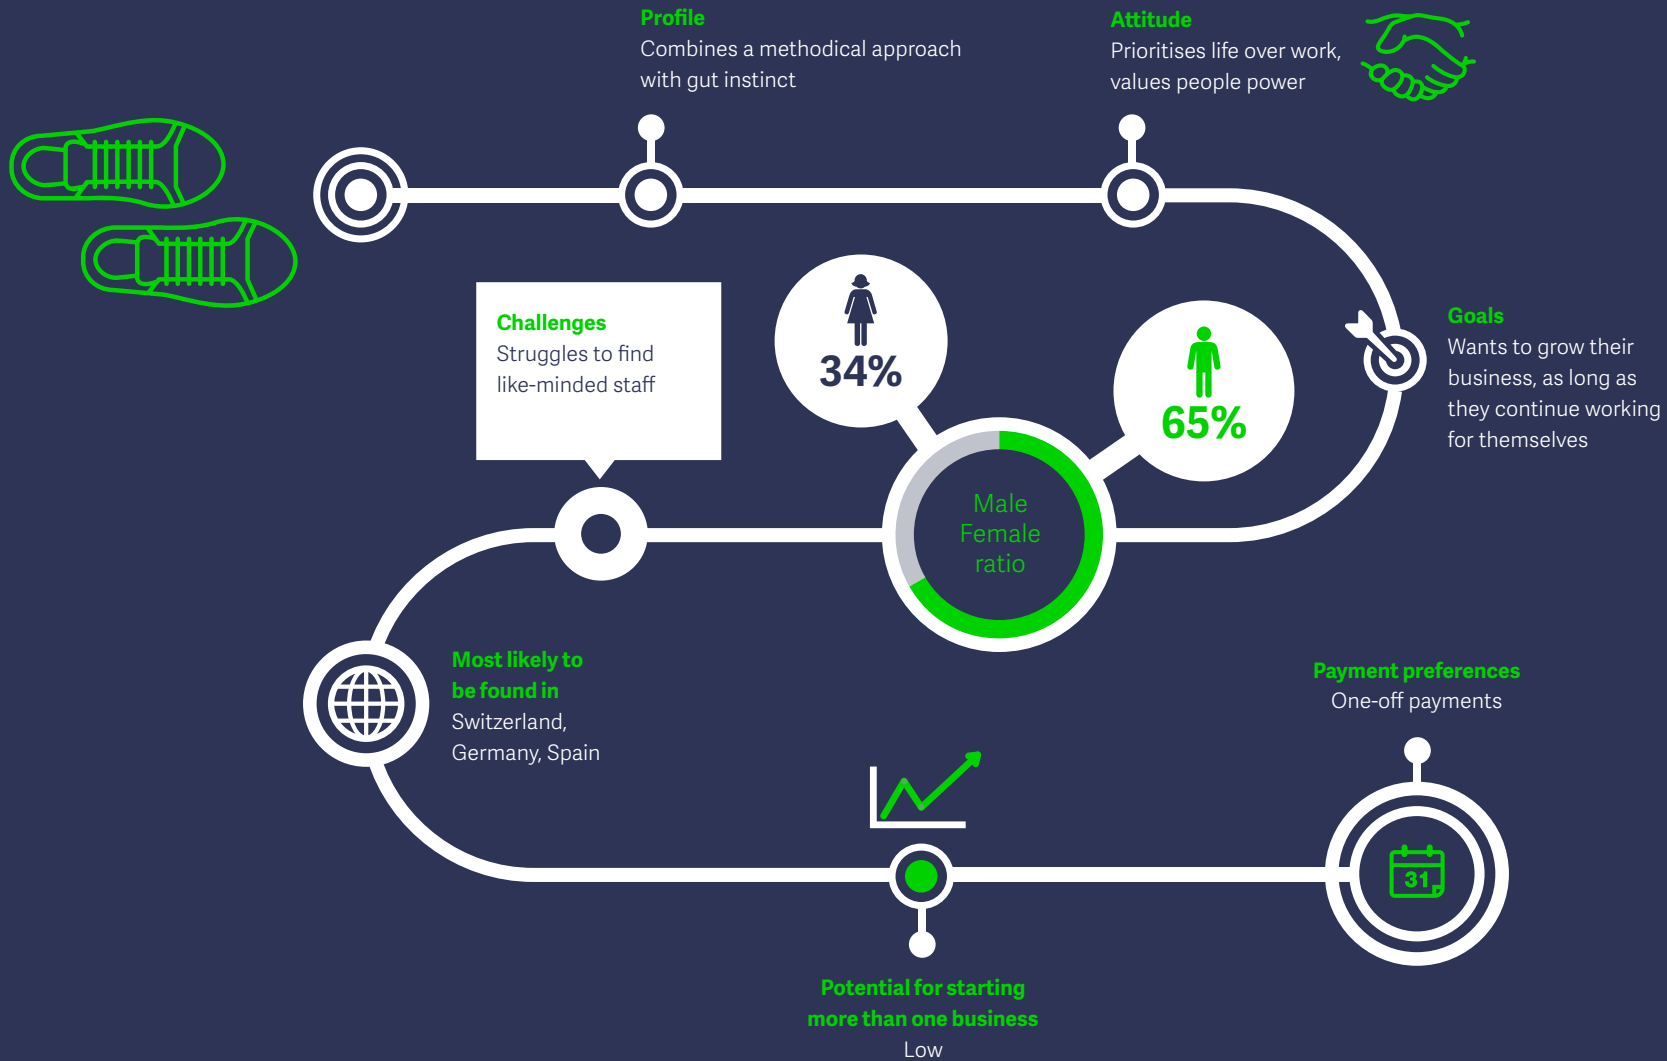 Profile
Combines a methodical approach
with gut instinct
Attitude
Prioritises life over work,
values people power
Goals
Wants to grow their
business, as long as
they continue working
for themselves
34%
65%
Male
Female
ratio
Challenges
Struggles to find
like-minded staff
Most likely to
be found in
Switzerland,
Germany, Spain
Potential for starting
more than one business
Low
Payment preferences
One-off payments
31